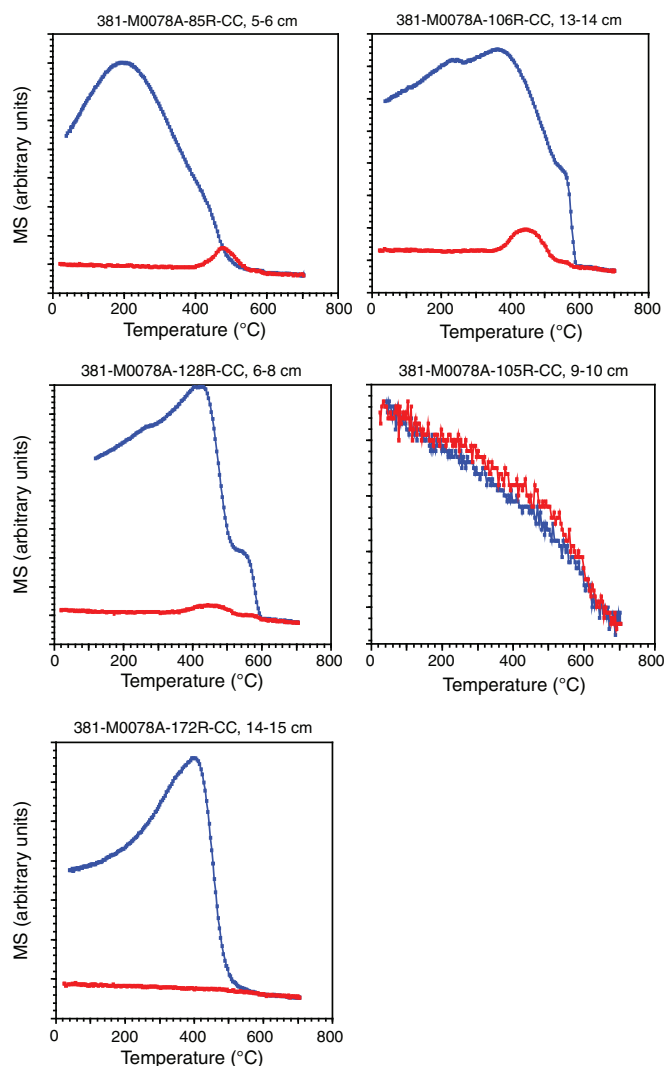 381-M0078A-85R-CC, 5-6 cm
MS (arbitrary units)
0 200 400 600 800
Temperature (°C)
381-M0078A-106R-CC, 13-14 cm
0 200 400 600 800
Temperature (°C)
381-M0078A-128R-CC, 6-8 cm
MS (arbitrary units)
0 200 400 600 800
Temperature (°C)
381-M0078A-105R-CC, 9-10 cm
0 200 400 600 800
Temperature (°C)
381-M0078A-172R-CC, 14-15 cm
MS (arbitrary units)
0 200 400 600 800
Temperature (°C)